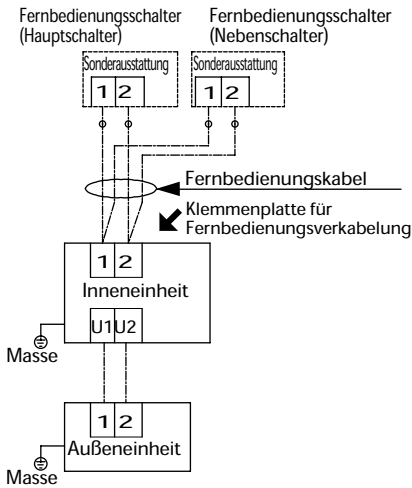 Fernbedienungsschalter
(Hauptschalter)
Fernbedienungsschalter
(Nebenschalter)
Sonderausstattung
1 2
Sonderausstattung
1 2
Fernbedienungskabel
Klemmenplatte für
Fernbedienungsverkabelung
1 2
Inneneinheit
U1 U2
Masse
1 2
Außeneinheit
Masse